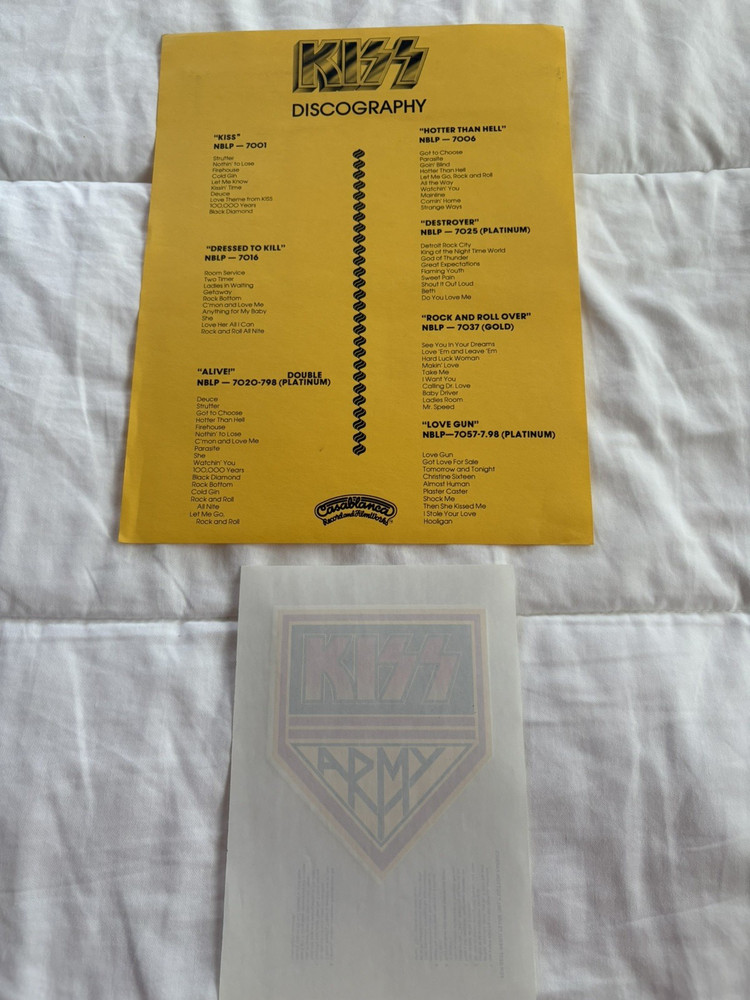 KISS
DISCOGRAPHY
"KISS"
NBLP — 7001
Strutter
Nothin' to Lose
Firehouse
Cold Gin
Let Me Know
Kissin' Time
Deuce
Love Theme from KISS
100,000 Years
Black Diamond
"DRESSED TO KILL"
NBLP — 7016
Room Service
Two Timer
Ladies in Waiting
Getaway
Rock Bottom
C'mon and Love Me
Anything for My Baby
She
Love Her All I Can
Rock and Roll All Nite
"ALIVE!" DOUBLE
NBLP — 7020-798 (PLATINUM)
Deuce
Strutter
Got to Choose
Hotter Than Hell
Firehouse
Nothin' to Lose
C'mon and Love Me
Parasite
She
Watchin' You
100,000 Years
Black Diamond
Rock Bottom
Cold Gin
Rock and Roll
All Nite
Let Me Go,
Rock and Roll
"HOTTER THAN HELL"
NBLP — 7006
Got to Choose
Parasite
Goin' Blind
Hotter Than Hell
Let Me Go, Rock and Roll
All the Way
Watchin' You
Mainline
Comin' Home
Strange Ways
"DESTROYER"
NBLP — 7025 (PLATINUM)
Detroit Rock City
King of the Night Time World
God of Thunder
Great Expectations
Flaming Youth
Sweet Pain
Shout It Out Loud
Beth
Do You Love Me
"ROCK AND ROLL OVER"
NBLP — 7037 (GOLD)
See You In Your Dreams
Love 'Em and Leave 'Em
Hard Luck Woman
Makin' Love
Take Me
I Want You
Calling Dr. Love
Baby Driver
Ladies Room
Mr. Speed
"LOVE GUN"
NBLP—7057-7.98 (PLATINUM)
Love Gun
Got Love For Sale
Tomorrow and Tonight
Christine Sixteen
Almost Human
Plaster Caster
Shock Me
Then She Kissed Me
I Stole Your Love
Hooligan
Casablanca
Record and FilmWorks
KISS
ARMY